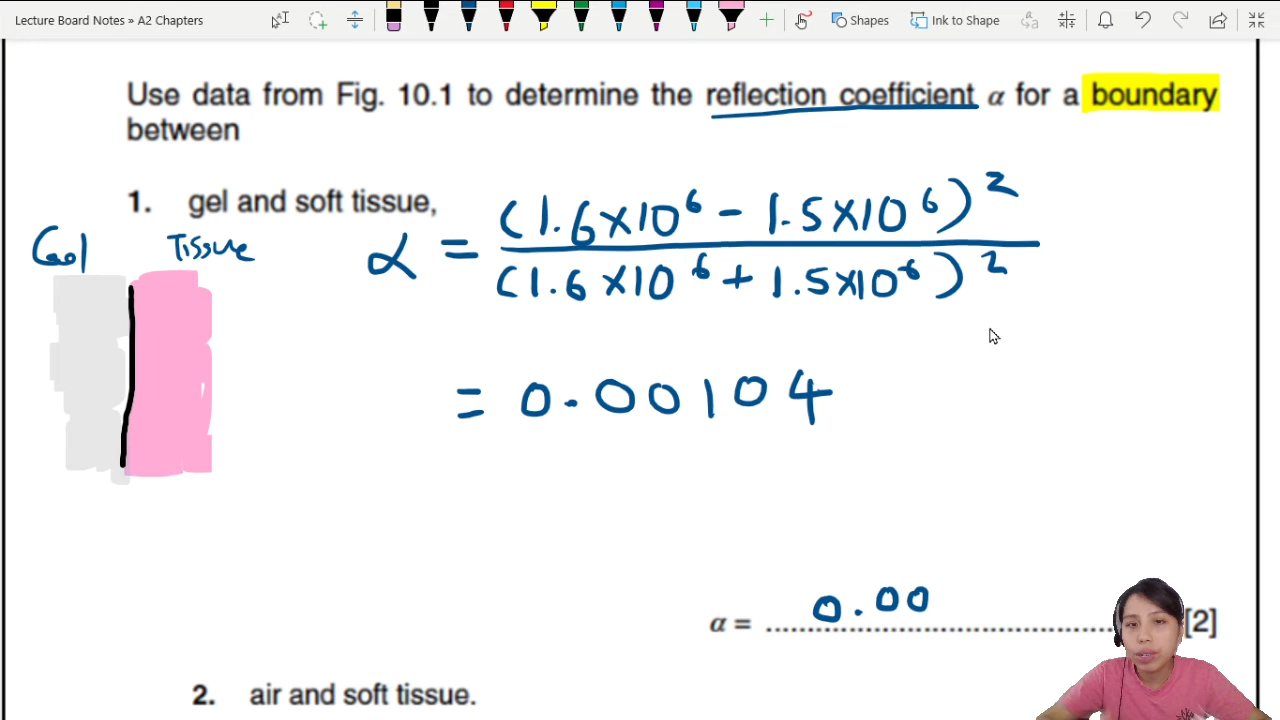 Lecture Board Notes » A2 Chapters
Shapes
Ink to Shape
Use data from Fig. 10.1 to determine the reflection coefficient α for a boundary
between
1. gel and soft tissue,
Gel Tissue
α = (1.6×10⁶ - 1.5×10⁶)² / (1.6×10⁶ + 1.5×10⁶)²
= 0.00104
α = 0.00 [2]
2. air and soft tissue.